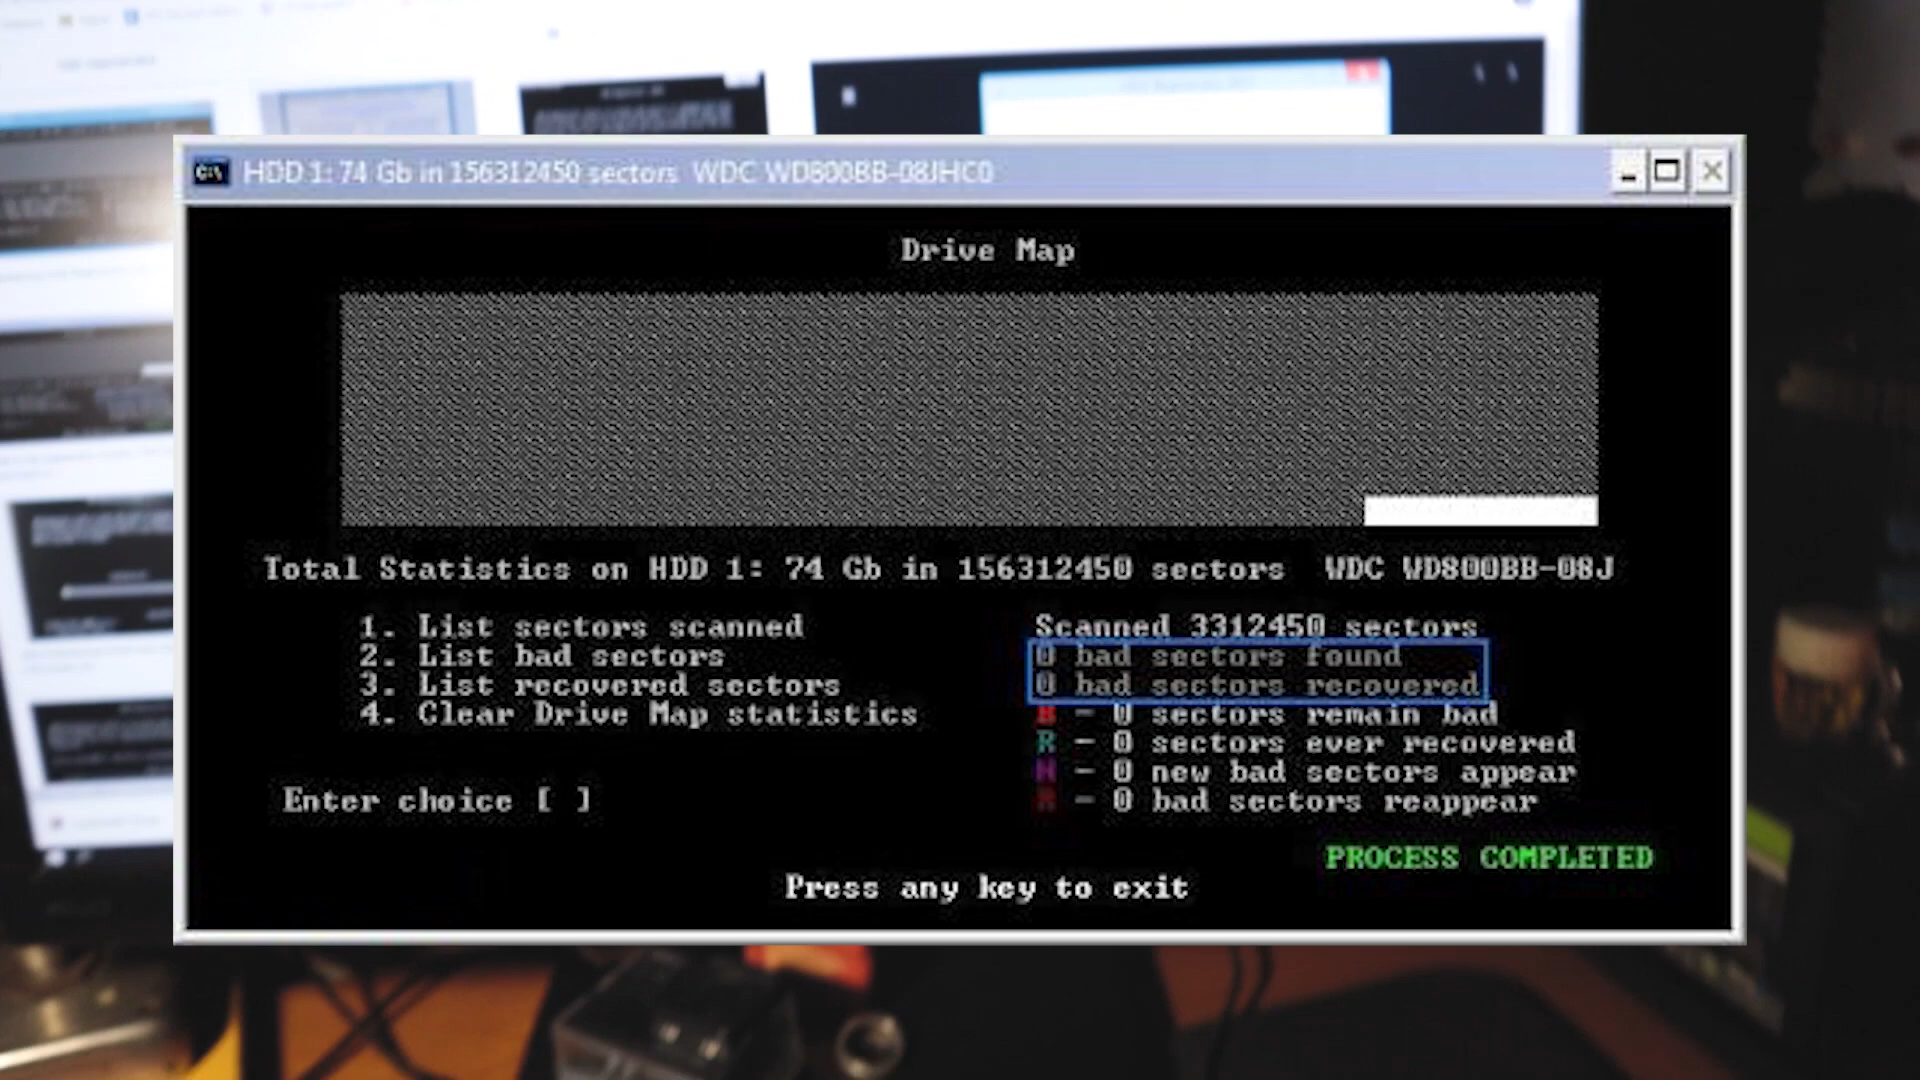 HDD 1: 74 Gb in 156312450 sectors WDC WD800BB-08JHC0
Drive Map
Total Statistics on HDD 1: 74 Gb in 156312450 sectors WDC WD800BB-08J
1. List sectors scanned
2. List bad sectors
3. List recovered sectors
4. Clear Drive Map statistics
Enter choice [ ]
Scanned 3312450 sectors
0 bad sectors found
0 bad sectors recovered
B - 0 sectors remain bad
R - 0 sectors ever recovered
N - 0 new bad sectors appear
R - 0 bad sectors reappear
PROCESS COMPLETED
Press any key to exit